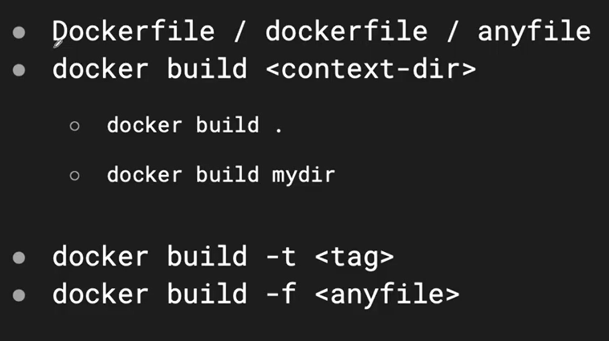 Dockerfile / dockerfile / anyfile
docker build <context-dir>
docker build .
docker build mydir
docker build -t <tag>
docker build -f <anyfile>